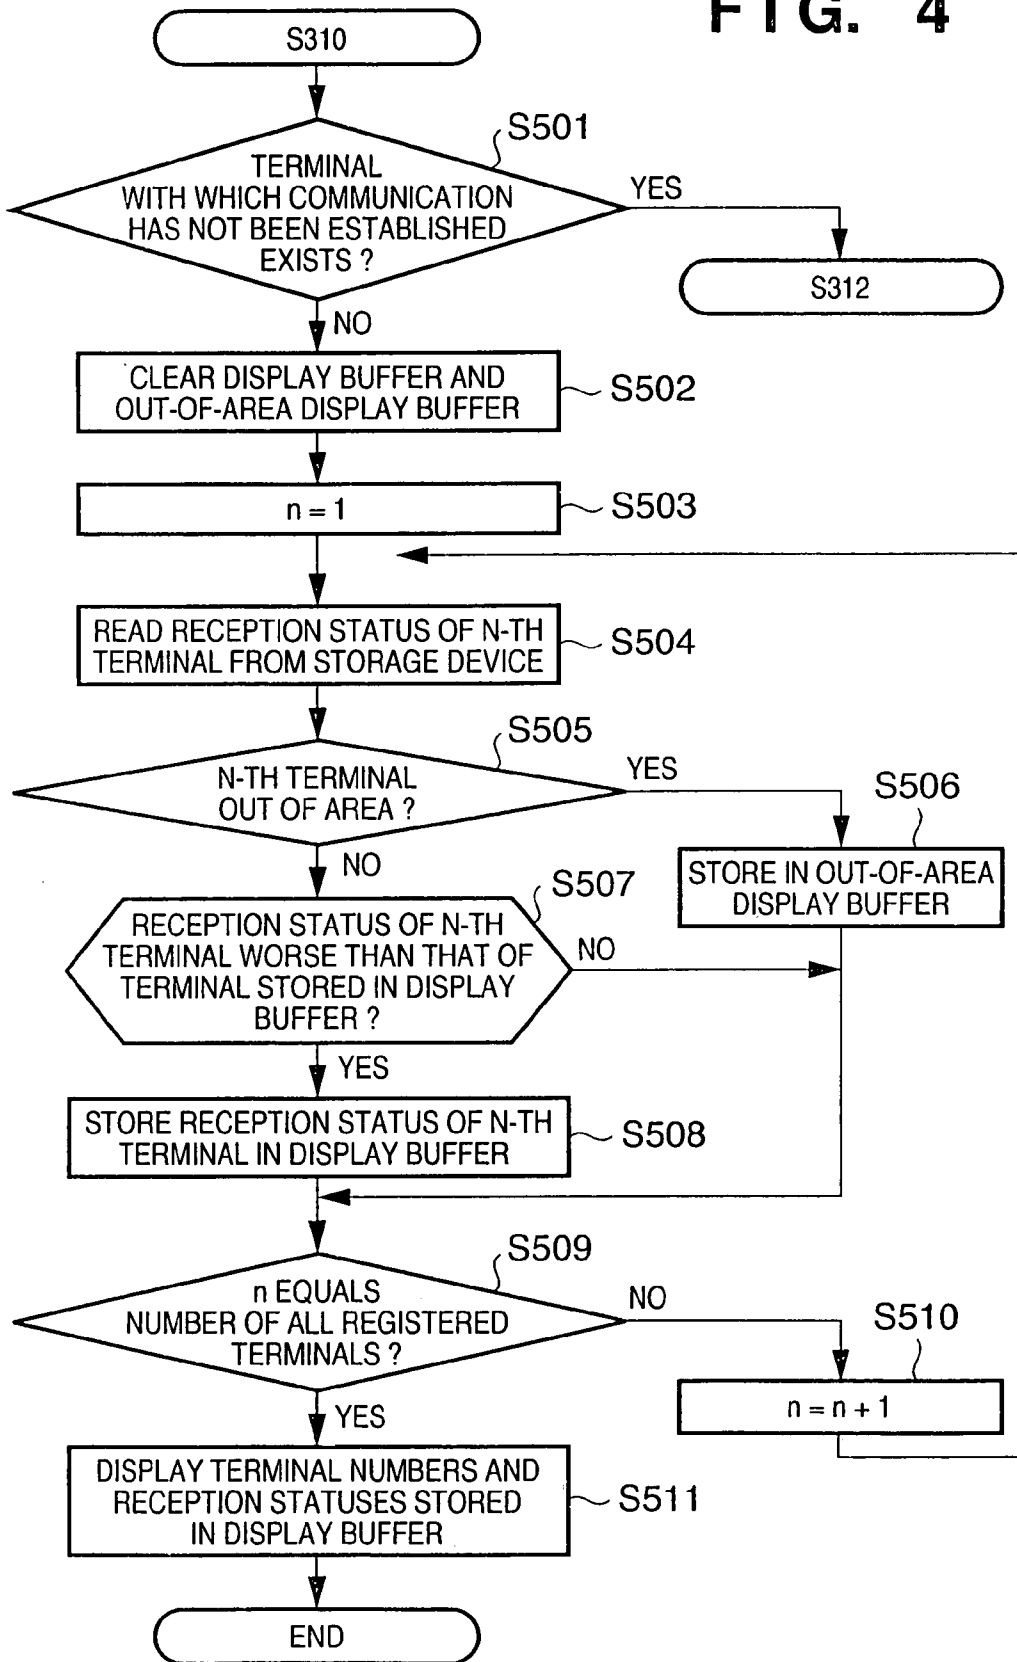 FIG. 4
S310
S501
TERMINAL
WITH WHICH COMMUNICATION
HAS NOT BEEN ESTABLISHED
EXISTS ?
YES
S312
NO
CLEAR DISPLAY BUFFER AND
OUT-OF-AREA DISPLAY BUFFER
S502
n = 1
S503
READ RECEPTION STATUS OF N-TH
TERMINAL FROM STORAGE DEVICE
S504
S505
N-TH TERMINAL
OUT OF AREA ?
YES
S506
STORE IN OUT-OF-AREA
DISPLAY BUFFER
NO
S507
RECEPTION STATUS OF N-TH
TERMINAL WORSE THAN THAT OF
TERMINAL STORED IN DISPLAY
BUFFER ?
NO
YES
STORE RECEPTION STATUS OF N-TH
TERMINAL IN DISPLAY BUFFER
S508
S509
n EQUALS
NUMBER OF ALL REGISTERED
TERMINALS ?
NO
S510
n = n + 1
YES
DISPLAY TERMINAL NUMBERS AND
RECEPTION STATUSES STORED
IN DISPLAY BUFFER
S511
END